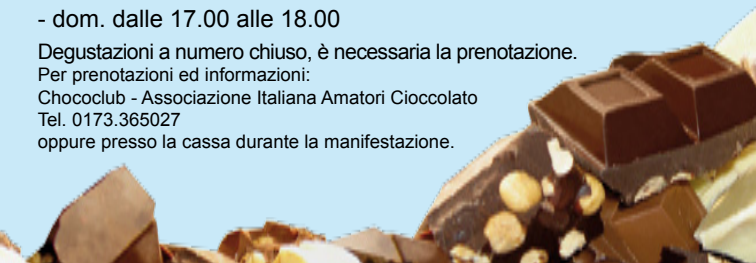 - dom. dalle 17.00 alle 18.00
Degustazioni a numero chiuso, è necessaria la prenotazione.
Per prenotazioni ed informazioni:
Chococlub - Associazione Italiana Amatori Cioccolato
Tel. 0173.365027
oppure presso la cassa durante la manifestazione.